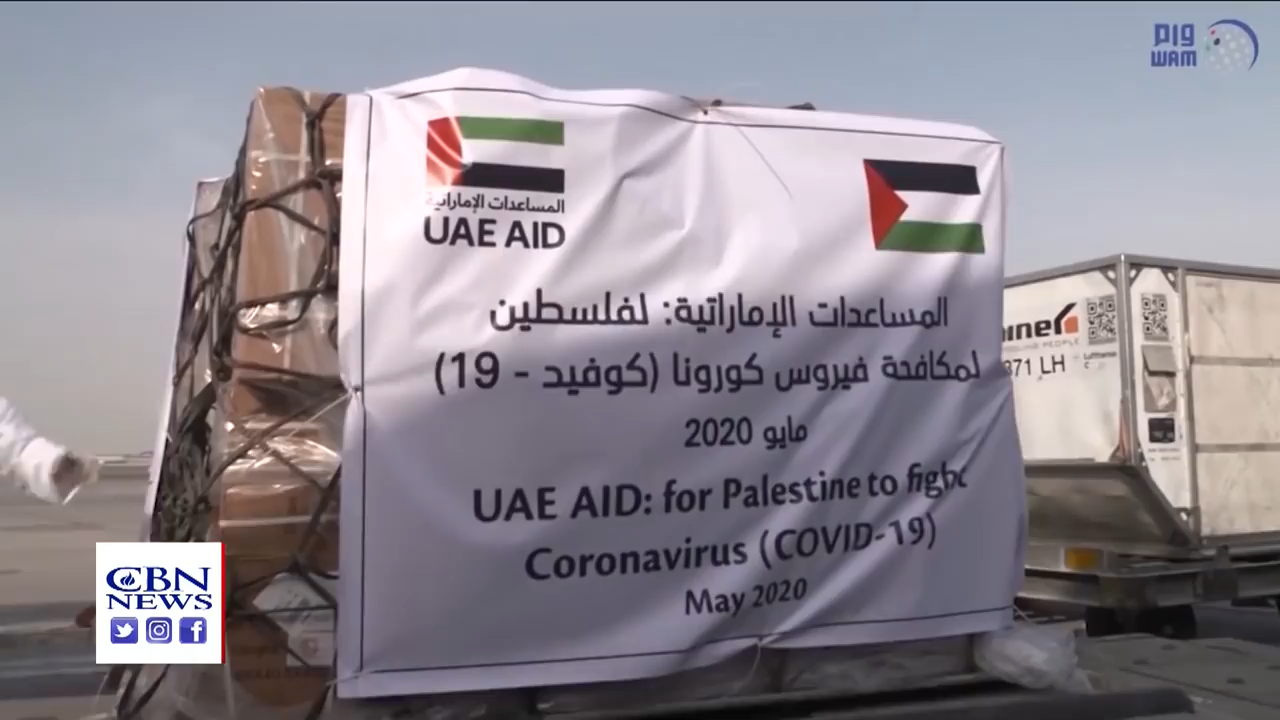 وام
WAM
المساعدات الإماراتية
UAE AID
المساعدات الإماراتية: لفلسطين
لمكافحة فيروس كورونا (كوفيد - 19)
مايو 2020
UAE AID: for Palestine to fight
Coronavirus (COVID-19)
May 2020
371 LH
CBN
NEWS